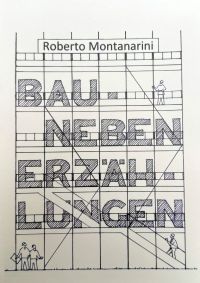 Roberto Montanarini
BAU-
NEBEN
ERZÄH-
LUNGEN